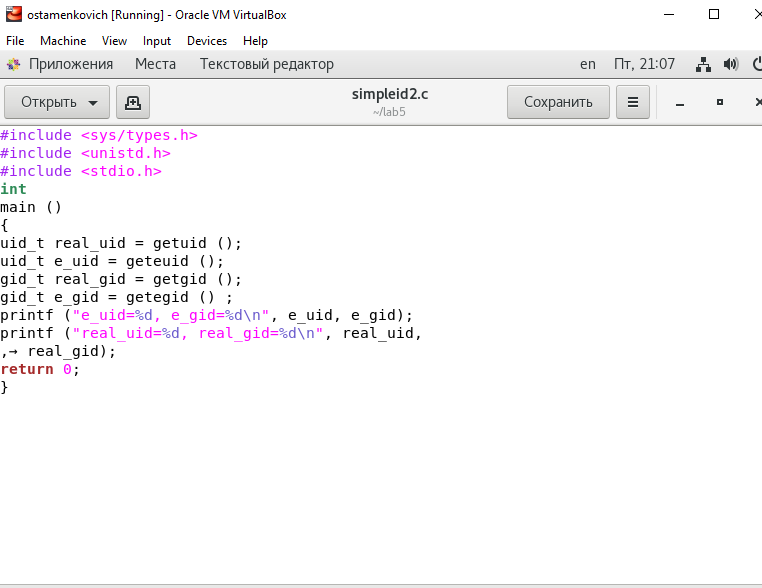 ostamenkovich [Running] - Oracle VM VirtualBox
File Machine View Input Devices Help
Приложения Места Текстовый редактор en Пт, 21:07
Открыть simpleid2.c Сохранить
~/lab5
#include <sys/types.h>
#include <unistd.h>
#include <stdio.h>
int
main ()
{
uid_t real_uid = getuid ();
uid_t e_uid = geteuid ();
gid_t real_gid = getgid ();
gid_t e_gid = getegid () ;
printf ("e_uid=%d, e_gid=%d\n", e_uid, e_gid);
printf ("real_uid=%d, real_gid=%d\n", real_uid,
,→ real_gid);
return 0;
}